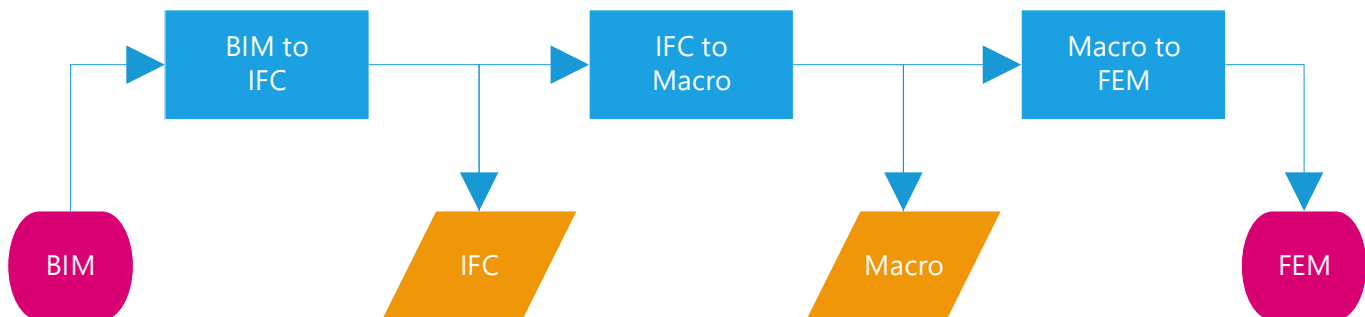 BIM to
IFC
IFC to
Macro
Macro to
FEM
BIM
IFC
Macro
FEM